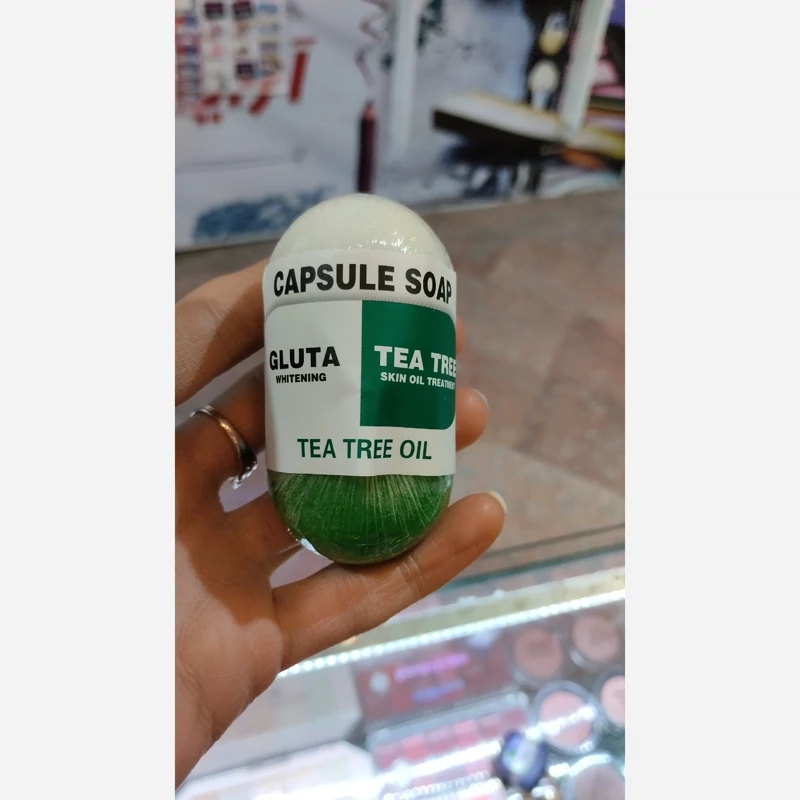 CAPSULE SOAP
GLUTA
WHITENING
TEA TREE
SKIN OIL TREATMENT
TEA TREE OIL